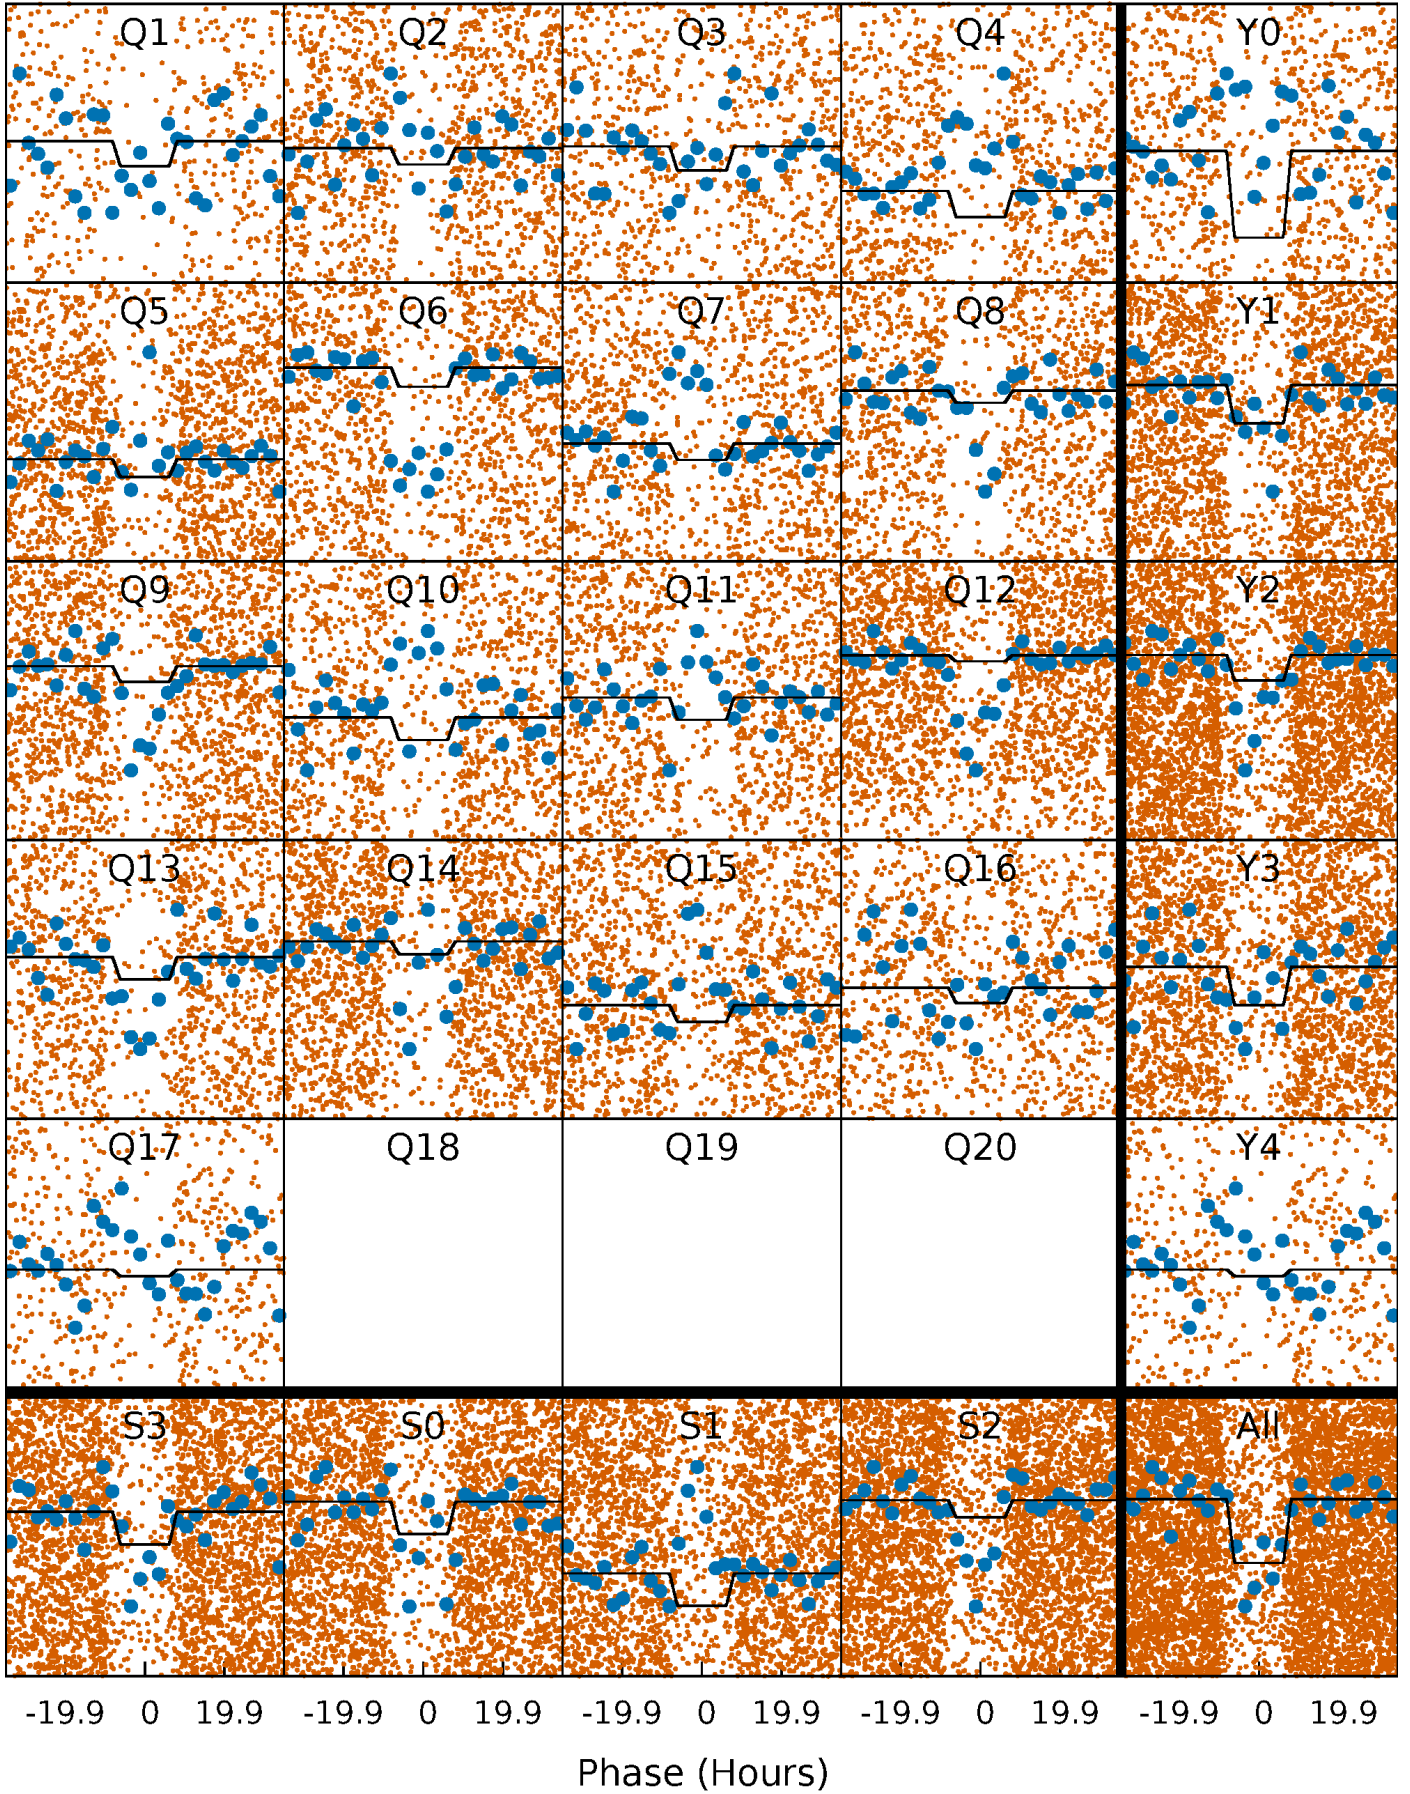 Q1 Q2 Q3 Q4 Y0
Q5 Q6 Q7 Q8 Y1
Q9 Q10 Q11 Q12 Y2
Q13 Q14 Q15 Q16 Y3
Q17 Q18 Q19 Q20 Y4
S3 S0 S1 S2 All
-19.9 0 19.9 -19.9 0 19.9 -19.9 0 19.9 -19.9 0 19.9 -19.9 0 19.9
Phase (Hours)